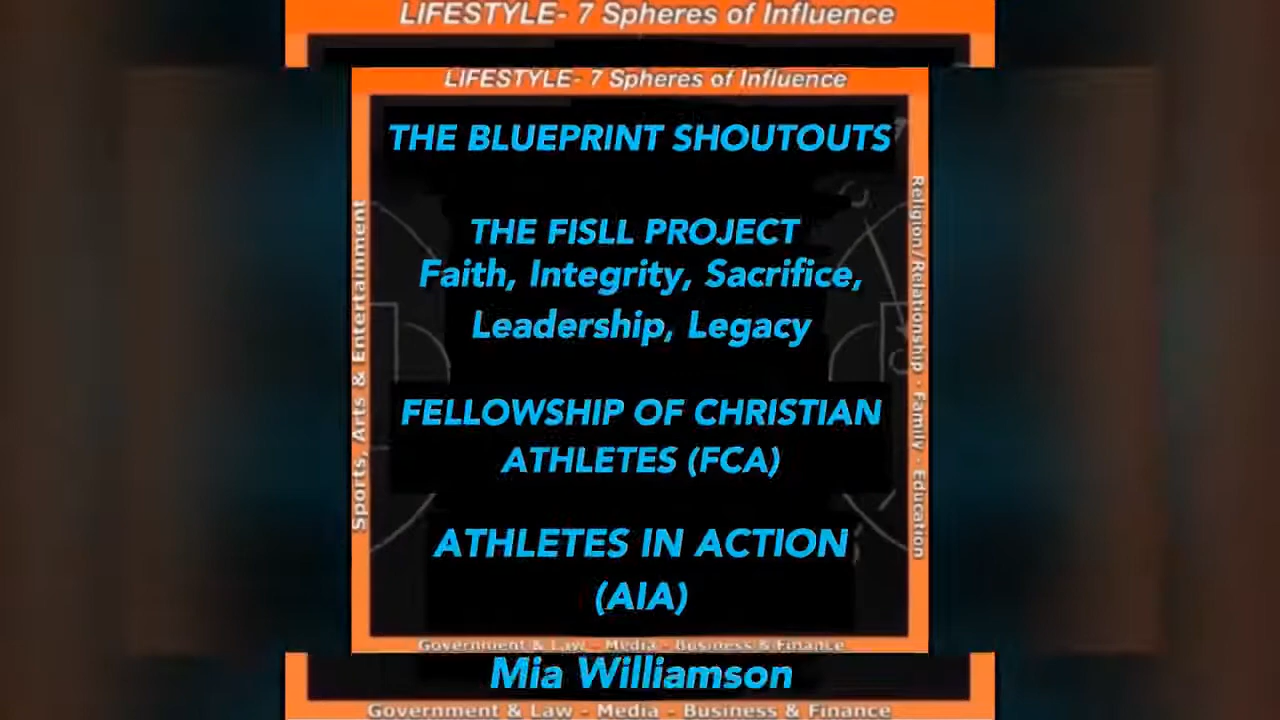 LIFESTYLE- 7 Spheres of Influence
LIFESTYLE- 7 Spheres of Influence
THE BLUEPRINT SHOUTOUTS
THE FISLL PROJECT
Faith, Integrity, Sacrifice,
Leadership, Legacy
FELLOWSHIP OF CHRISTIAN
ATHLETES (FCA)
ATHLETES IN ACTION
(AIA)
Sports, Arts & Entertainment
Religion/Relationship - Family - Education
Government & Law - Media - Business & Finance
Mia Williamson
Government & Law - Media - Business & Finance